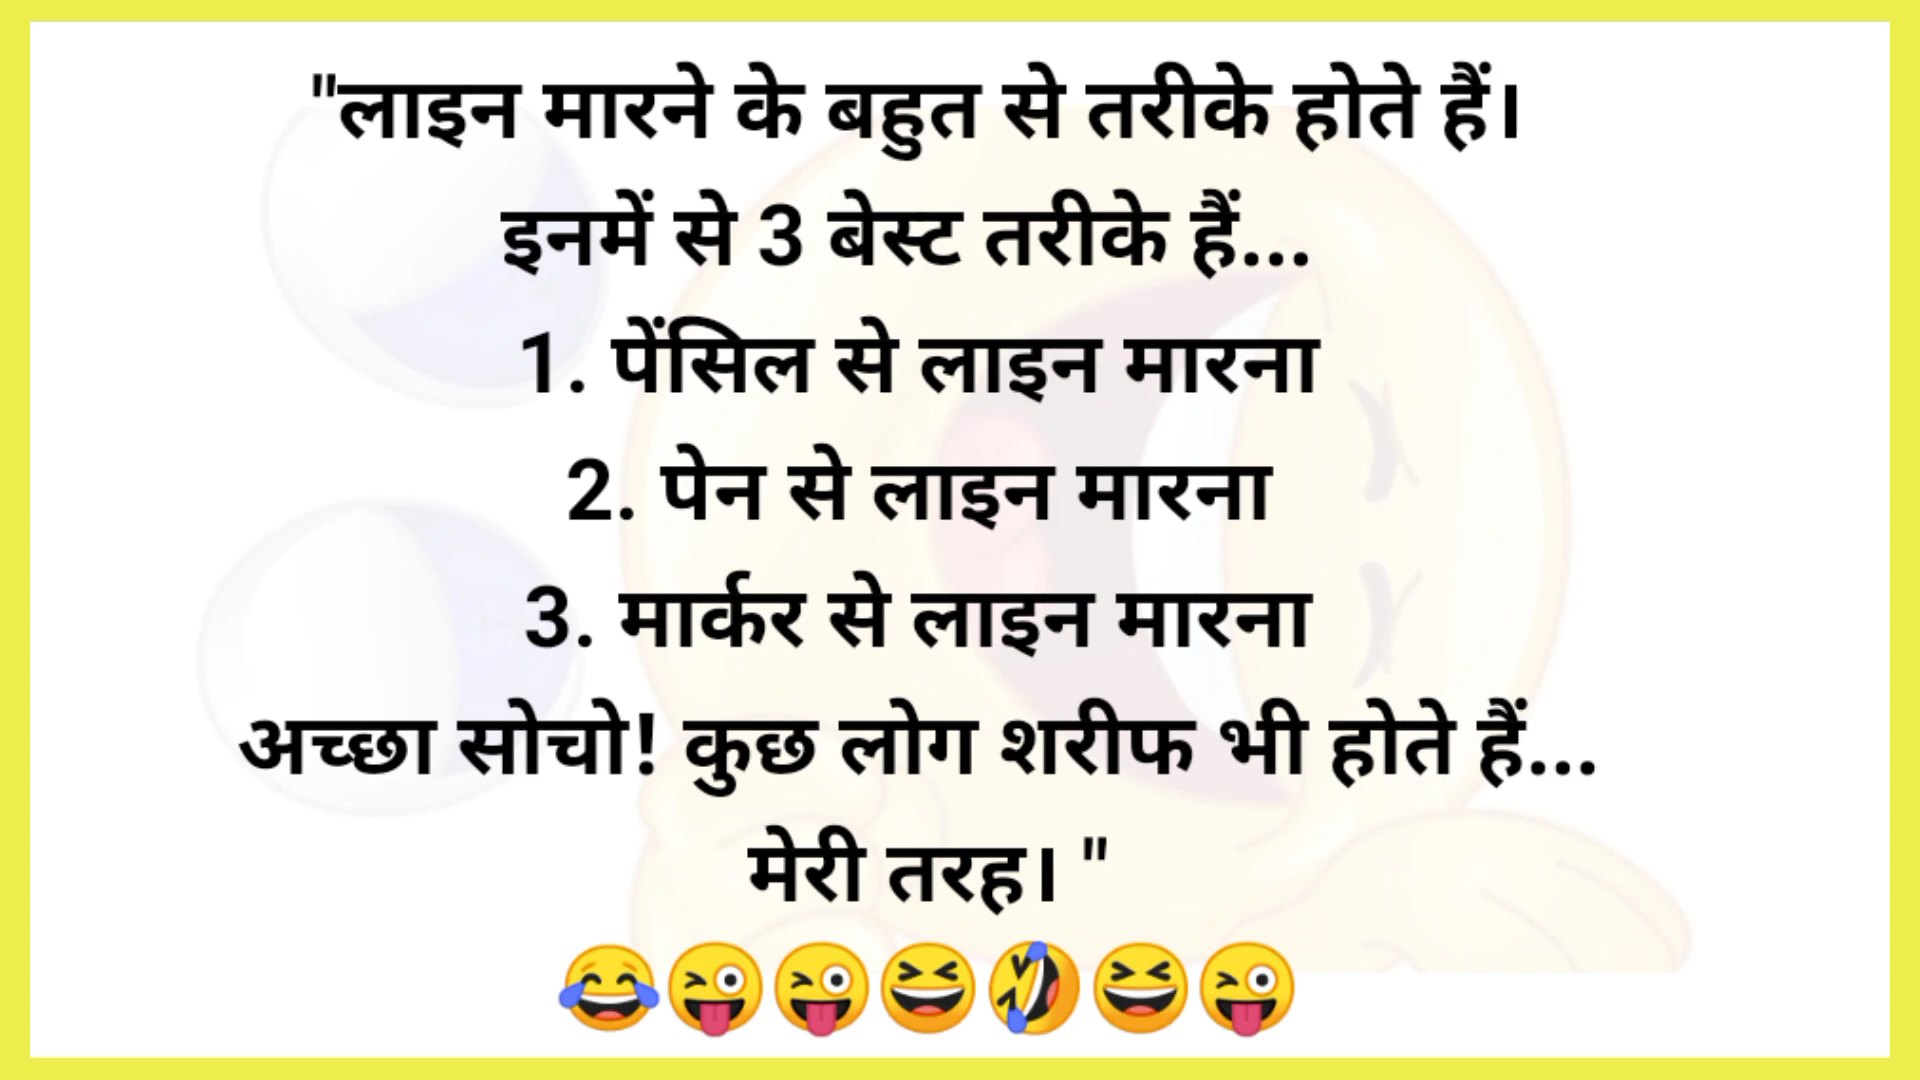 "लाइन मारने के बहुत से तरीके होते हैं।
इनमें से 3 बेस्ट तरीके हैं...
1. पेंसिल से लाइन मारना
2. पेन से लाइन मारना
3. मार्कर से लाइन मारना
अच्छा सोचो! कुछ लोग शरीफ भी होते हैं...
मेरी तरह। "
😂😜😜😆🤣😆😜